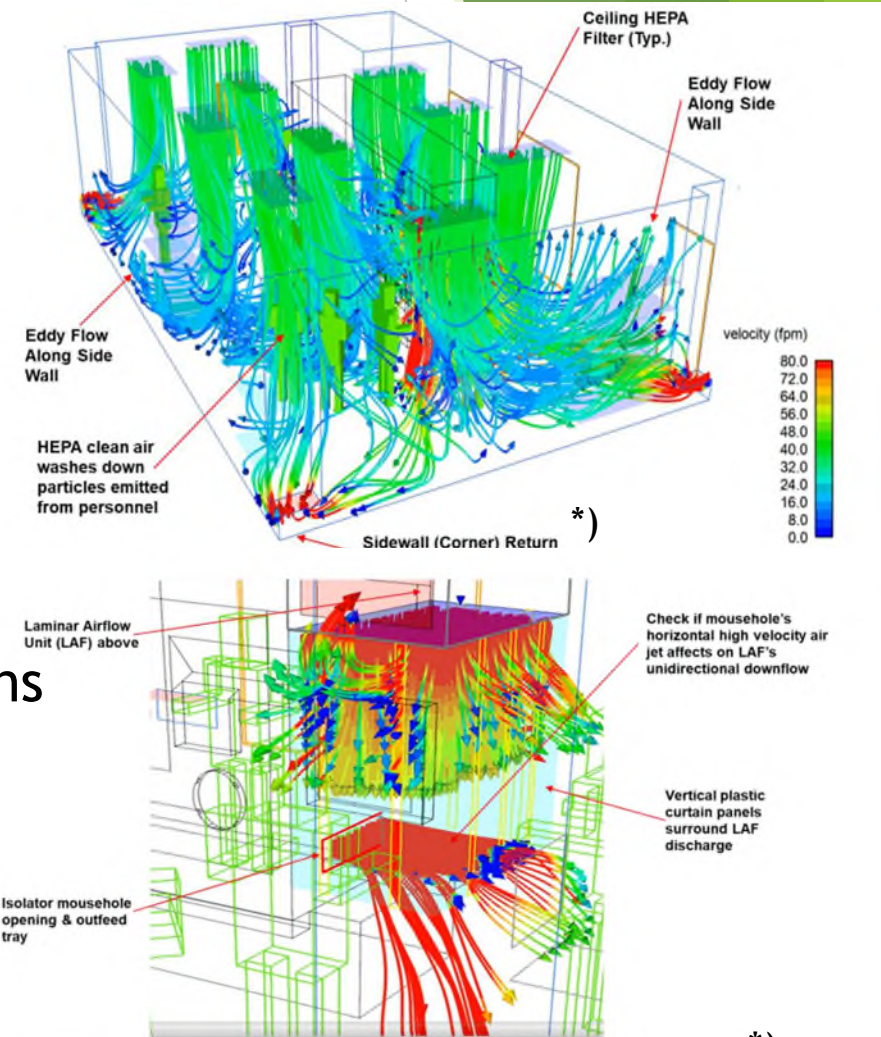 Ceiling HEPA
Filter (Typ.)
Eddy Flow
Along Side
Wall
Eddy Flow
Along Side
Wall
HEPA clean air
washes down
particles emitted
from personnel
velocity (fpm)
80.0
72.0
64.0
56.0
48.0
40.0
32.0
24.0
16.0
8.0
0.0
*)
Sidewall (Corner) Return
Laminar Airflow
Unit (LAF) above
Check if mousehole's
horizontal high velocity air
jet affects on LAF's
unidirectional downflow
ns
Vertical plastic
curtain panels
surround LAF
discharge
Isolator mousehole
opening & outfeed
tray
*)